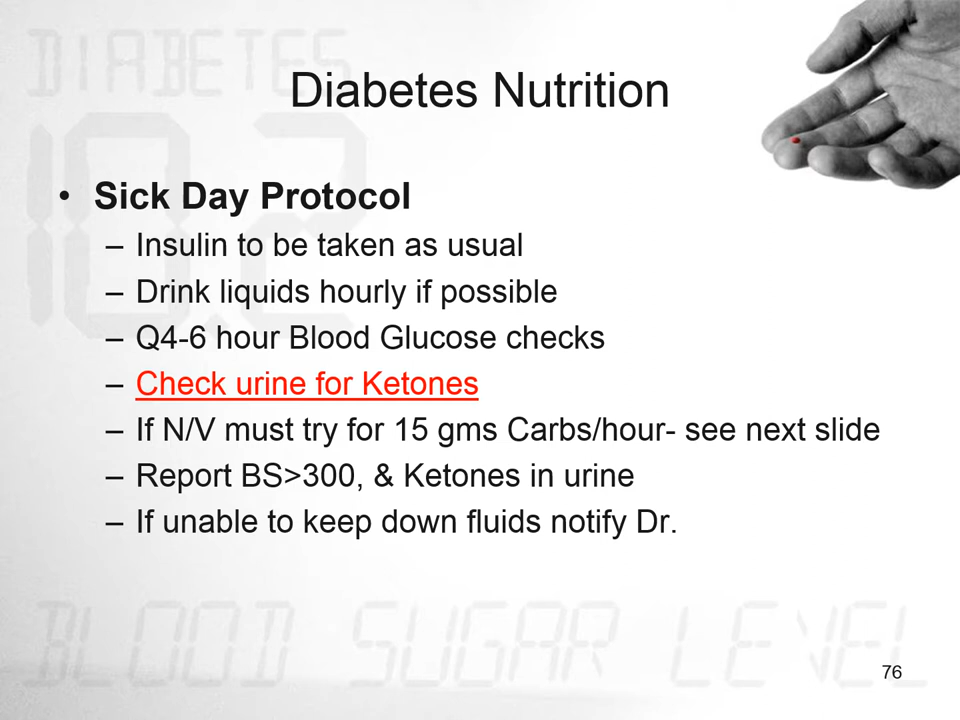 DIABETES
10.2
Diabetes Nutrition
• Sick Day Protocol
– Insulin to be taken as usual
– Drink liquids hourly if possible
– Q4-6 hour Blood Glucose checks
– Check urine for Ketones
– If N/V must try for 15 gms Carbs/hour- see next slide
– Report BS>300, & Ketones in urine
– If unable to keep down fluids notify Dr.
BLOOD SUGAR LEVEL
76